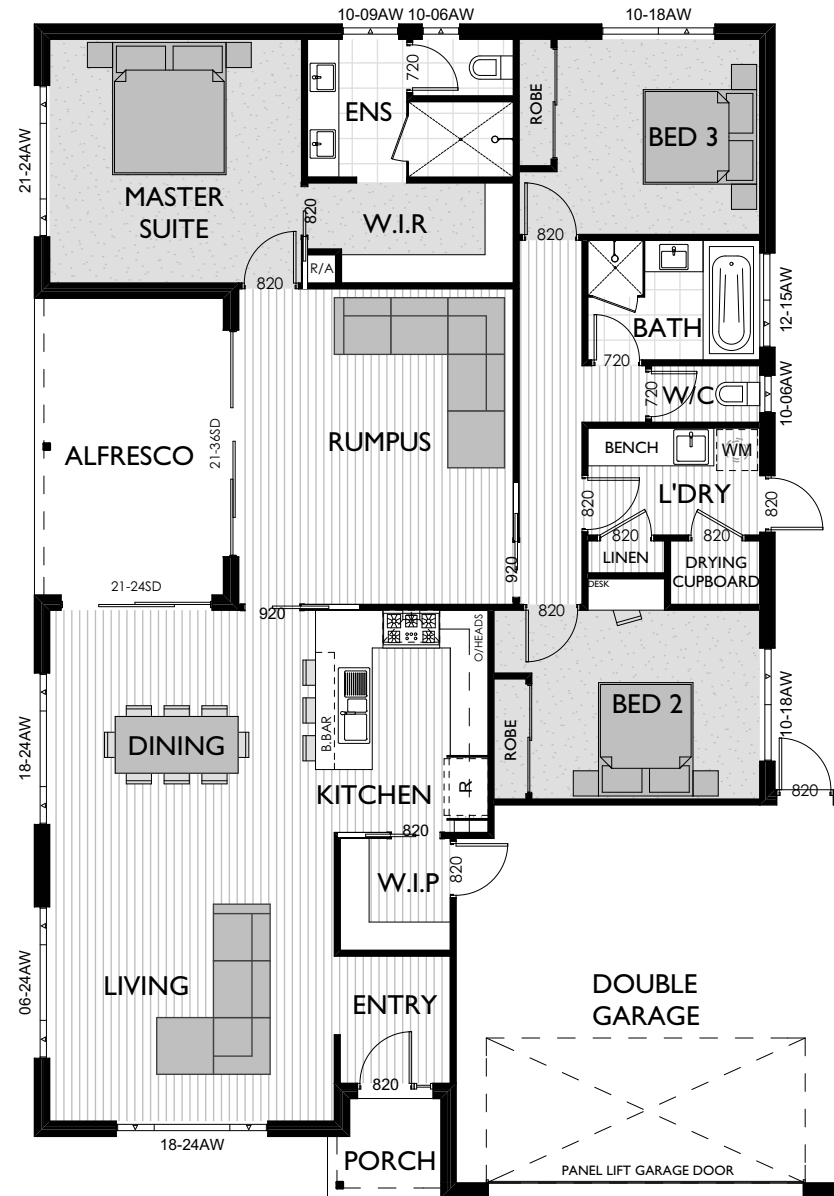 10-09AW 10-06AW
10-18AW
720
ENS
ROBE
BED 3
21-24AW
MASTER
SUITE
820
W.I.R
R/A
820
820
12-15AW
BATH
720
720
W/C
10-06AW
ALFRESCO
21-36SD
RUMPUS
BENCH
WM
L'DRY
820
820
820
820
LINEN
DRYING
CUPBOARD
920
DESK
21-24SD
920
820
O/HEADS
18-24AW
DINING
B.BAR
BED 2
10-18AW
ROBE
KITCHEN
R
820
820
W.I.P
820
06-24AW
LIVING
ENTRY
DOUBLE
GARAGE
820
18-24AW
PORCH
PANEL LIFT GARAGE DOOR